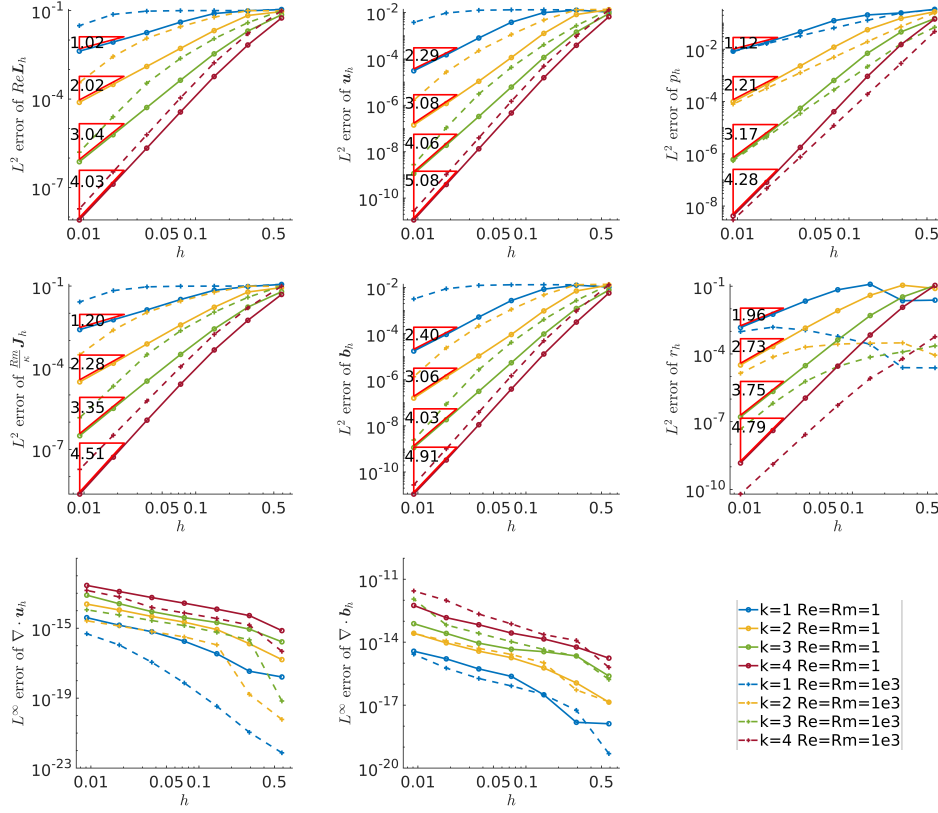 10^{-1}
10^{-4}
10^{-7}
L^2 error of ReL_h
1.02
2.02
3.04
4.03
0.01 0.05 0.1 0.5
h
10^{-2}
10^{-4}
10^{-6}
10^{-8}
10^{-10}
L^2 error of u_h
2.29
3.08
4.06
5.08
0.01 0.05 0.1 0.5
h
10^{-2}
10^{-4}
10^{-6}
10^{-8}
L^2 error of p_h
1.12
2.21
3.17
4.28
0.01 0.05 0.1 0.5
h
10^{-1}
10^{-4}
10^{-7}
L^2 error of \frac{Rm}{κ} J_h
1.20
2.28
3.35
4.51
0.01 0.05 0.1 0.5
h
10^{-2}
10^{-4}
10^{-6}
10^{-8}
10^{-10}
L^2 error of b_h
2.40
3.06
4.03
4.91
0.01 0.05 0.1 0.5
h
10^{-1}
10^{-4}
10^{-7}
10^{-10}
L^2 error of r_h
1.96
2.73
3.75
4.79
0.01 0.05 0.1 0.5
h
10^{-15}
10^{-19}
10^{-23}
L^∞ error of ∇ · u_h
0.01 0.05 0.1 0.5
h
10^{-11}
10^{-14}
10^{-17}
10^{-20}
L^∞ error of ∇ · b_h
0.01 0.05 0.1 0.5
h
k=1 Re=Rm=1
k=2 Re=Rm=1
k=3 Re=Rm=1
k=4 Re=Rm=1
k=1 Re=Rm=1e3
k=2 Re=Rm=1e3
k=3 Re=Rm=1e3
k=4 Re=Rm=1e3